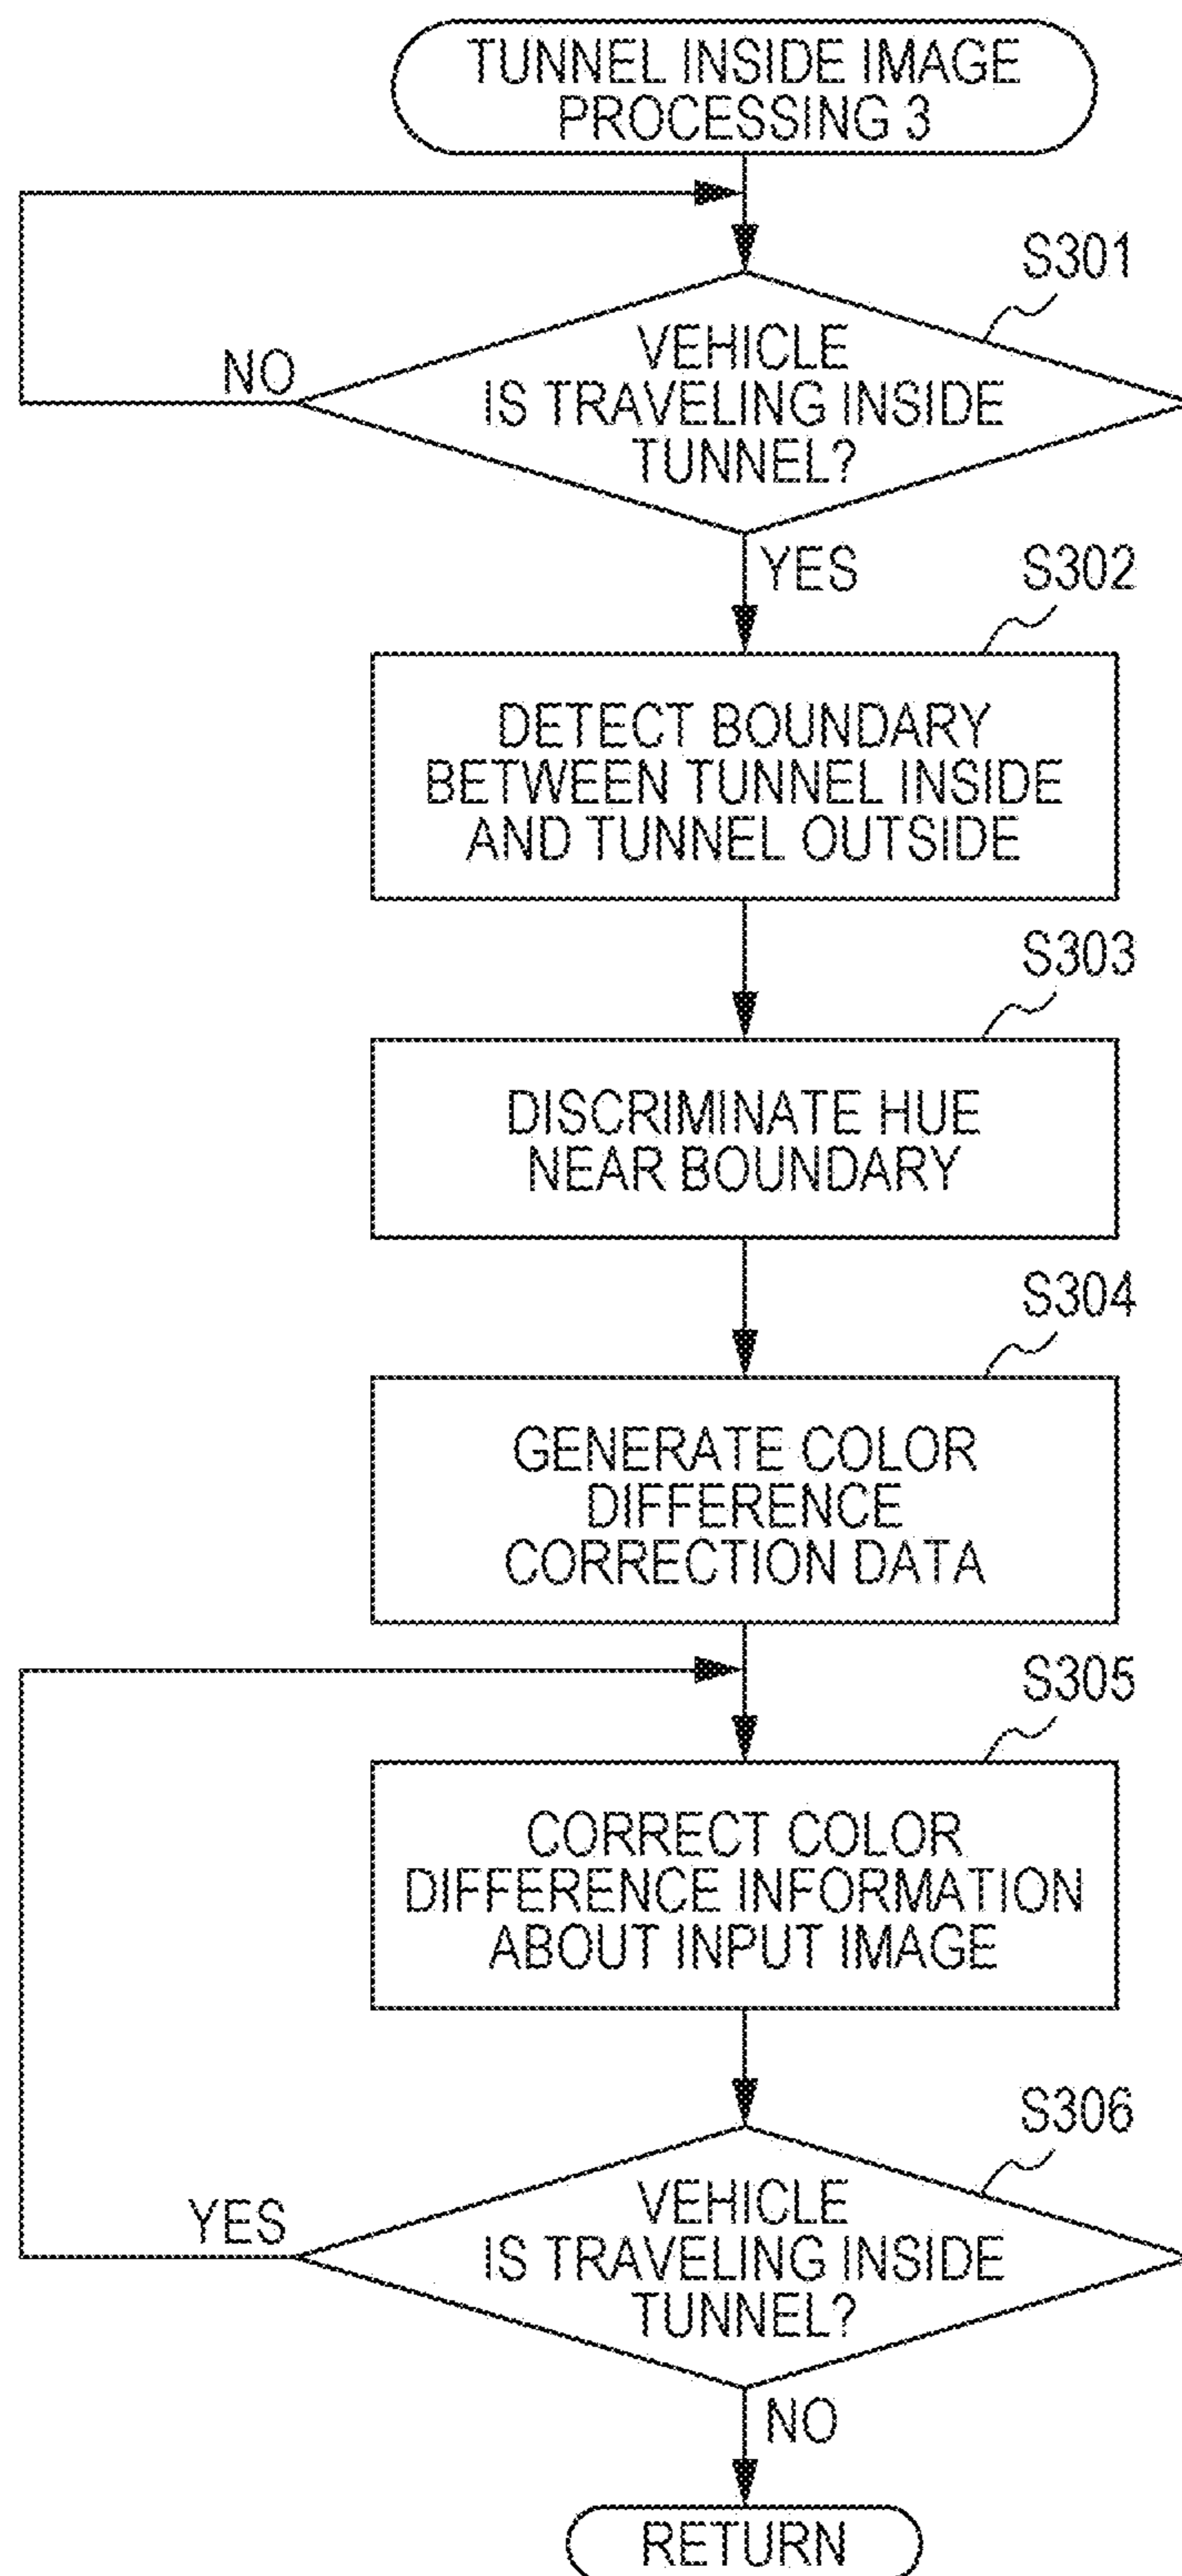 TUNNEL INSIDE IMAGE
PROCESSING 3
S301
VEHICLE
IS TRAVELING INSIDE
TUNNEL?
NO
YES
S302
DETECT BOUNDARY
BETWEEN TUNNEL INSIDE
AND TUNNEL OUTSIDE
S303
DISCRIMINATE HUE
NEAR BOUNDARY
S304
GENERATE COLOR
DIFFERENCE
CORRECTION DATA
S305
CORRECT COLOR
DIFFERENCE INFORMATION
ABOUT INPUT IMAGE
S306
VEHICLE
IS TRAVELING INSIDE
TUNNEL?
YES
NO
RETURN